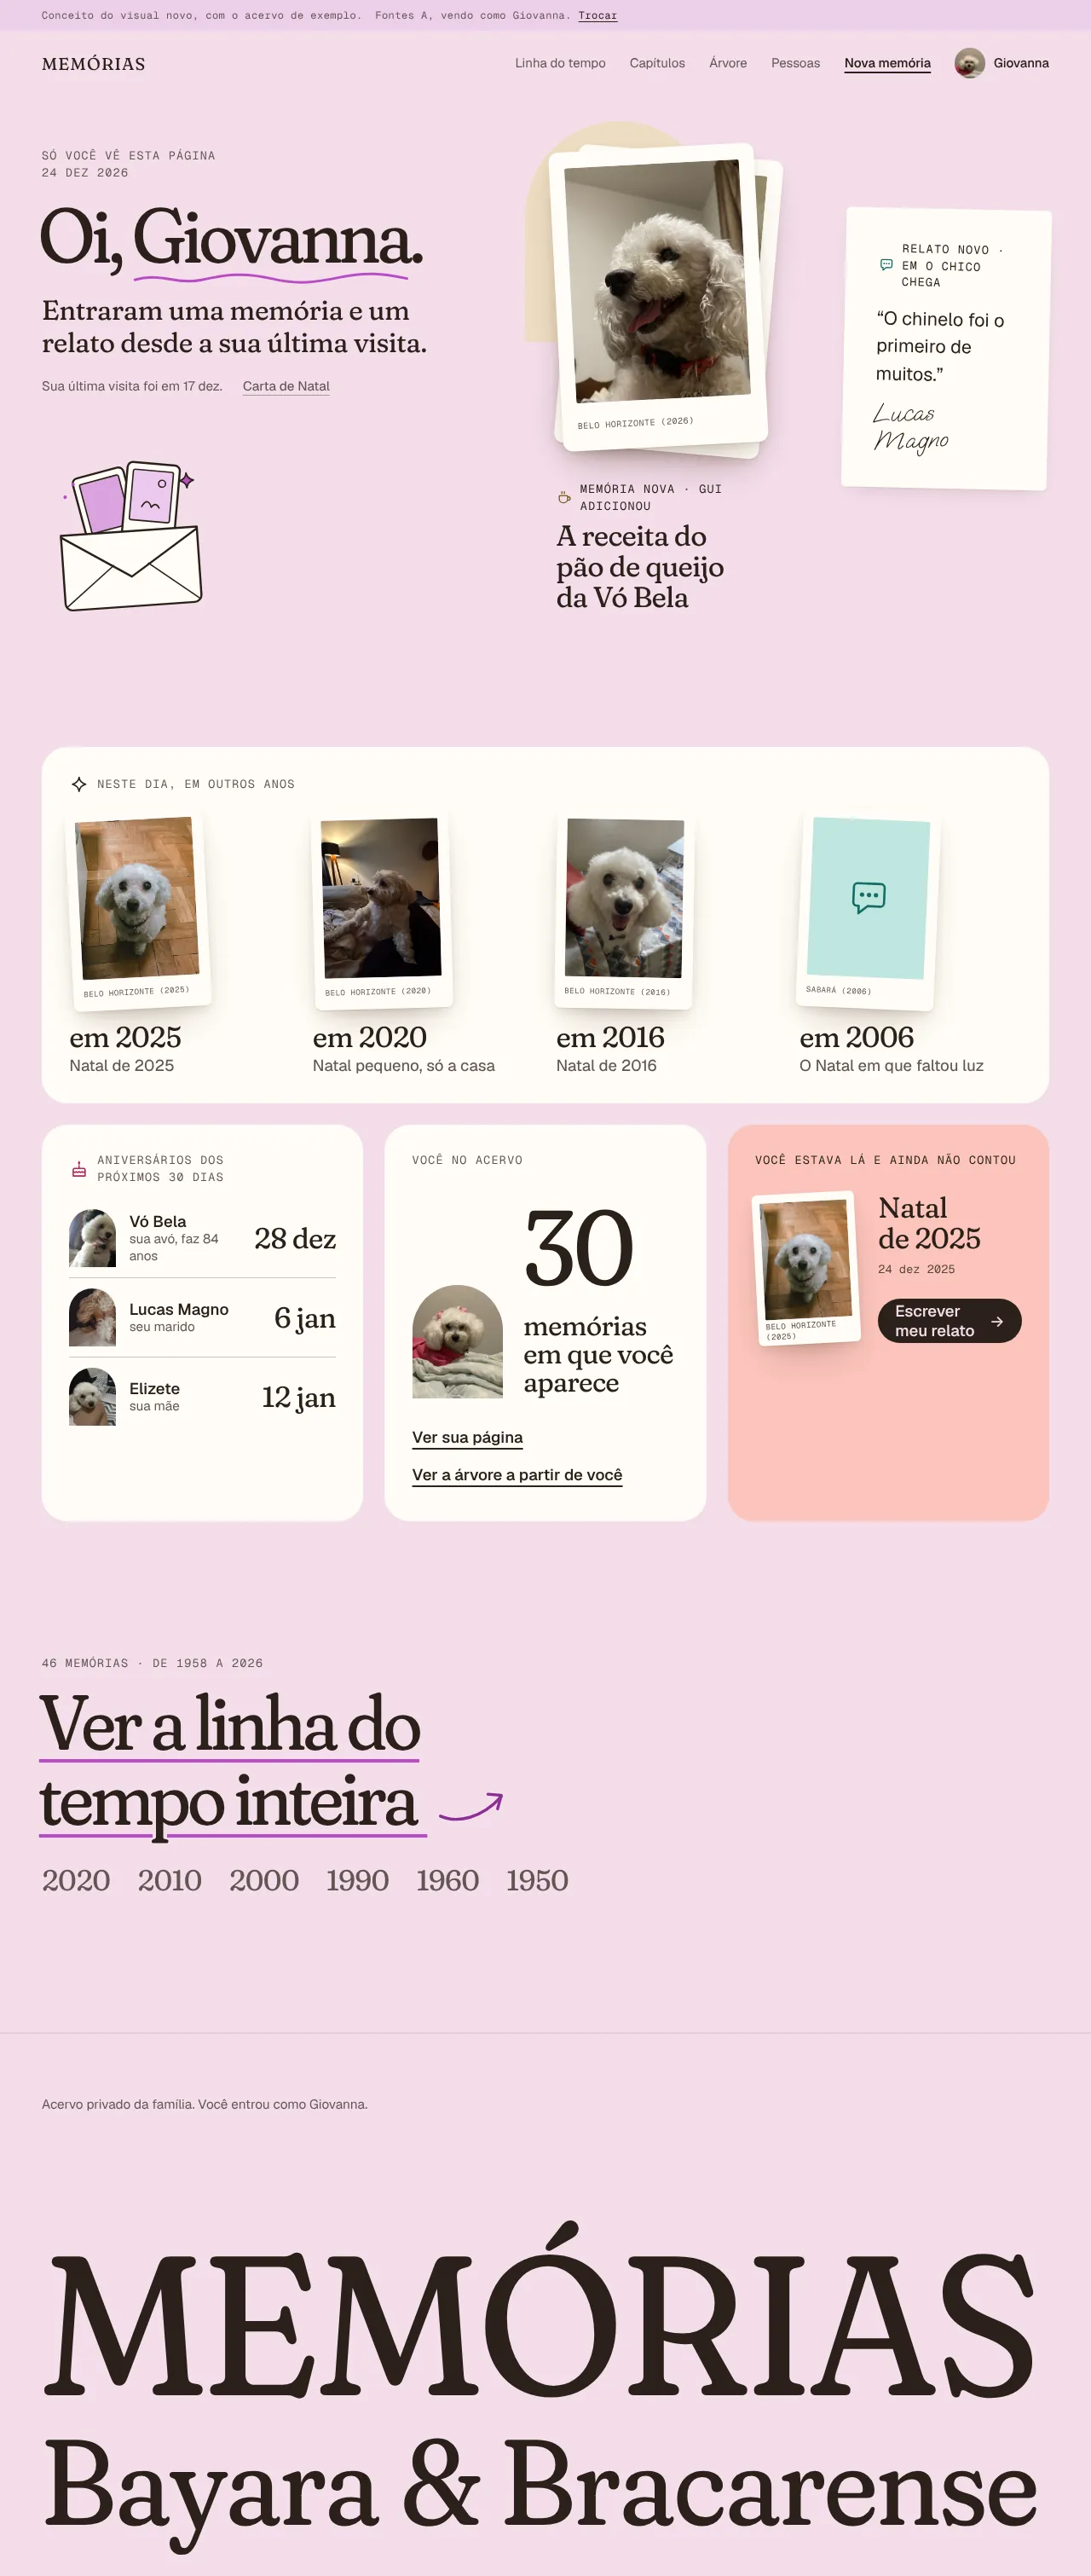 Conceito do visual novo, com o acervo de exemplo. Fontes A, vendo como Giovanna. Trocar
MEMÓRIAS
Linha do tempo
Capítulos
Árvore
Pessoas
Nova memória
Giovanna
SÓ VOCÊ VÊ ESTA PÁGINA
24 DEZ 2026
Oi, Giovanna.
Entraram uma memória e um
relato desde a sua última visita.
Sua última visita foi em 17 dez.
Carta de Natal
BELO HORIZONTE (2026)
MEMÓRIA NOVA · GUI
ADICIONOU
A receita do
pão de queijo
da Vó Bela
RELATO NOVO ·
EM O CHICO
CHEGA
“O chinelo foi o
primeiro de
muitos.”
Lucas
Magno
NESTE DIA, EM OUTROS ANOS
BELO HORIZONTE (2025)
em 2025
Natal de 2025
BELO HORIZONTE (2020)
em 2020
Natal pequeno, só a casa
BELO HORIZONTE (2016)
em 2016
Natal de 2016
SABARÁ (2006)
em 2006
O Natal em que faltou luz
ANIVERSÁRIOS DOS
PRÓXIMOS 30 DIAS
Vó Bela
sua avó, faz 84
anos
28 dez
Lucas Magno
seu marido
6 jan
Elizete
sua mãe
12 jan
VOCÊ NO ACERVO
30
memórias
em que você
aparece
Ver sua página
Ver a árvore a partir de você
VOCÊ ESTAVA LÁ E AINDA NÃO CONTOU
BELO HORIZONTE
(2025)
Natal
de 2025
24 dez 2025
Escrever
meu relato
46 MEMÓRIAS · DE 1958 A 2026
Ver a linha do
tempo inteira
2020 2010 2000 1990 1960 1950
Acervo privado da família. Você entrou como Giovanna.
MEMÓRIAS
Bayara & Bracarense